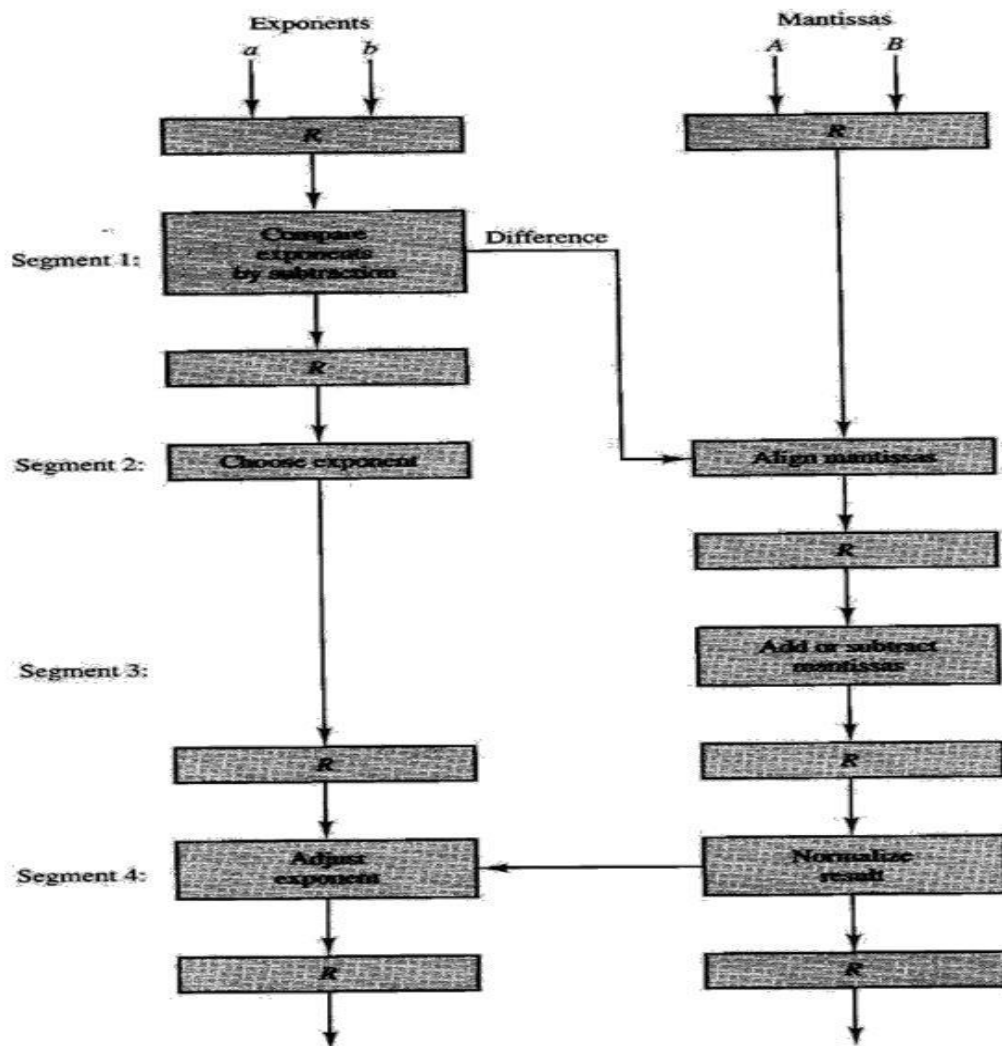 Exponents
a b
Mantissas
A B
R
R
Segment 1:
Compare
exponents
by subtraction
Difference
R
Segment 2:
Choose exponent
Align mantissas
R
Segment 3:
Add or subtract
mantissas
R
R
Segment 4:
Adjust
exponent
Normalize
result
R
R